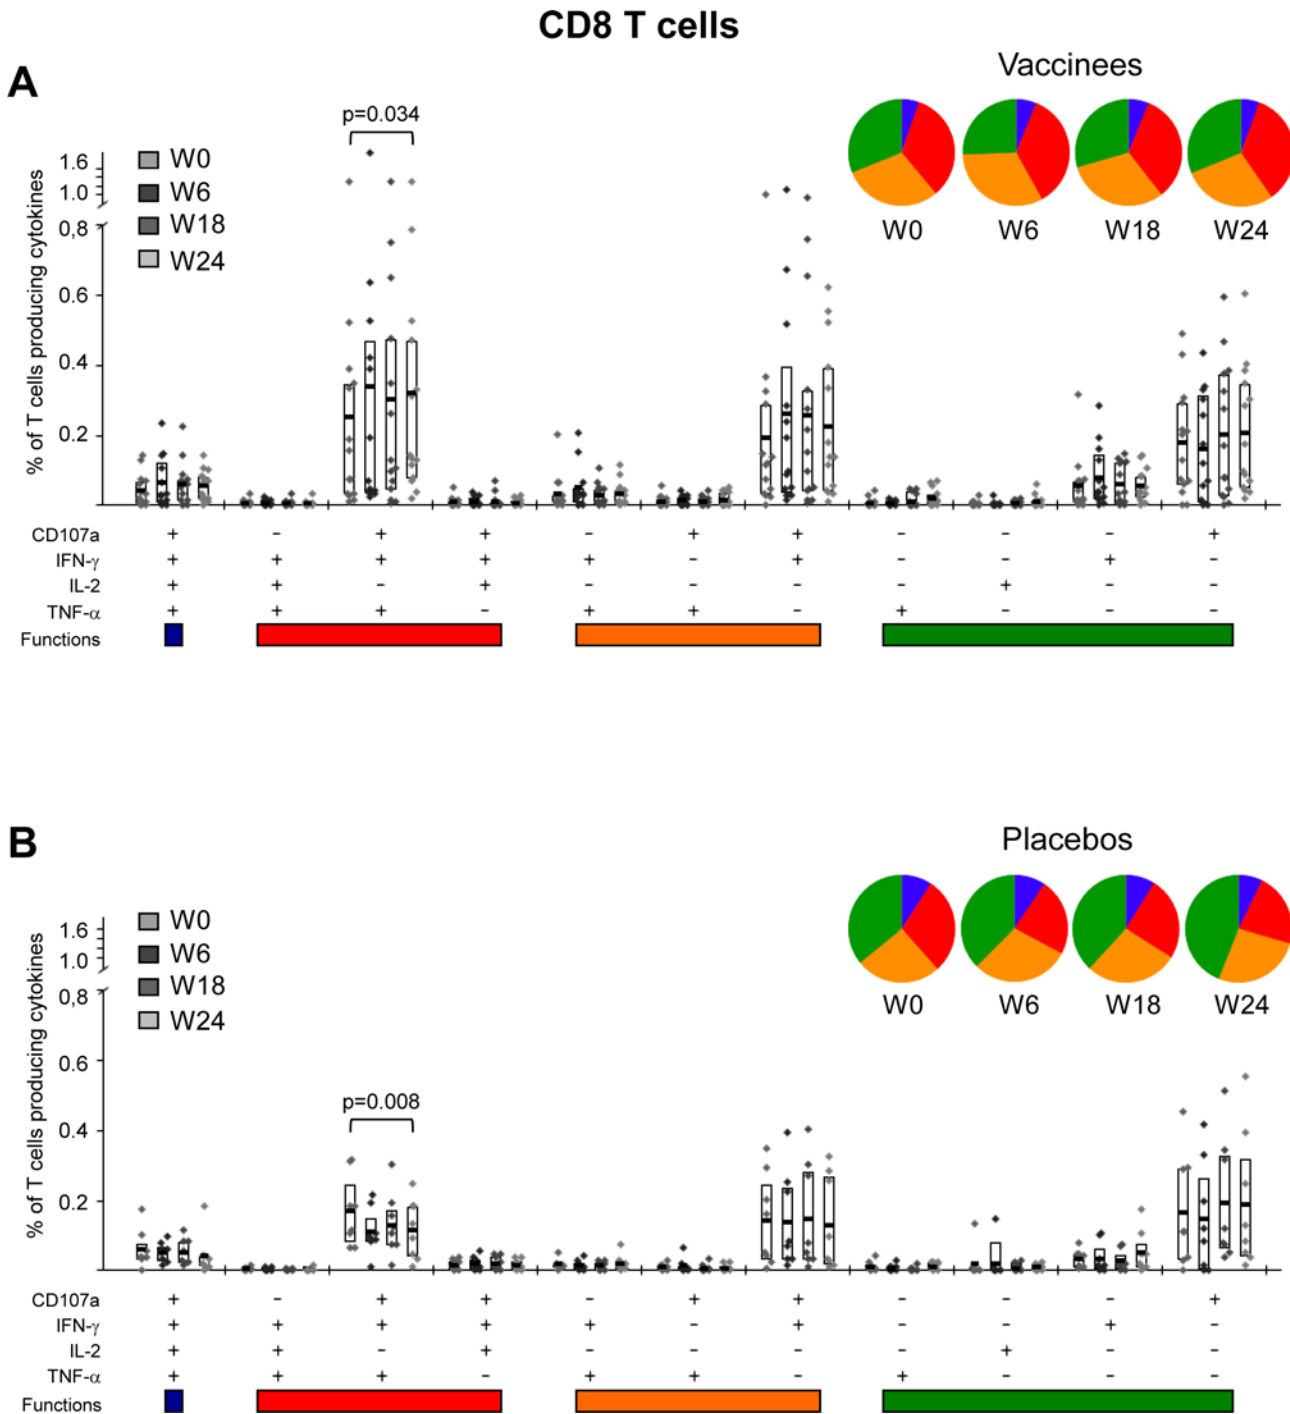 CD8 T cells
A
Vaccinees
p=0.034
W0
W6
W18
W24
W0 W6 W18 W24
% of T cells producing cytokines
1.6
1.0
0,8
0.6
0.4
0.2
CD107a + - + + - + + - - - +
IFN-γ + + + + + - + - - + -
IL-2 + + - + - - - - + - -
TNF-α + + + - + + - + - - -
Functions
B
Placebos
W0
W6
W18
W24
W0 W6 W18 W24
% of T cells producing cytokines
1.6
1.0
0,8
0.6
0.4
0.2
p=0.008
CD107a + - + + - + + - - - +
IFN-γ + + + + + - + - - + -
IL-2 + + - + - - - - + - -
TNF-α + + + - + + - + - - -
Functions